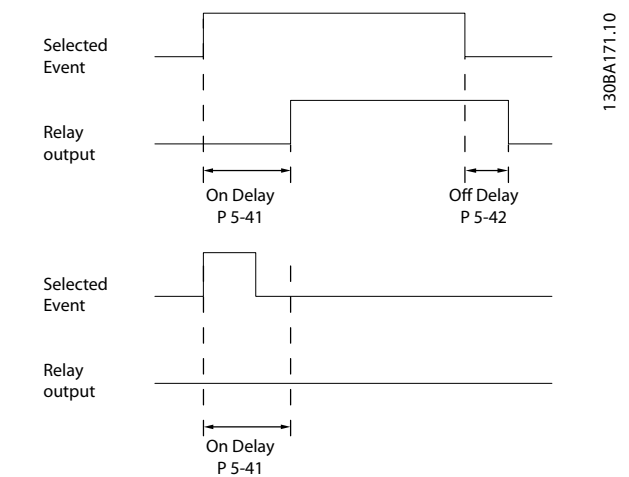 Selected
Event
130BA171.10
Relay
output
On Delay
P 5-41
Off Delay
P 5-42
Selected
Event
Relay
output
On Delay
P 5-41